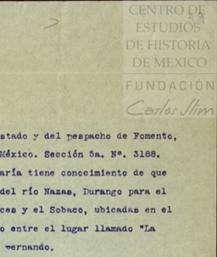 CENTRO DE
ESTUDIOS
DE HISTORIA
DE MÉXICO
FUNDACIÓN
Carlos Slim
stado y del Despacho de Fomento,
México. Sección 5a. Nº. 3188.
aría tiene conocimiento de que
del río Nazas, Durango para el
ces y el Sobaco, ubicadas en el
o entre el lugar llamado "La
Fernando.